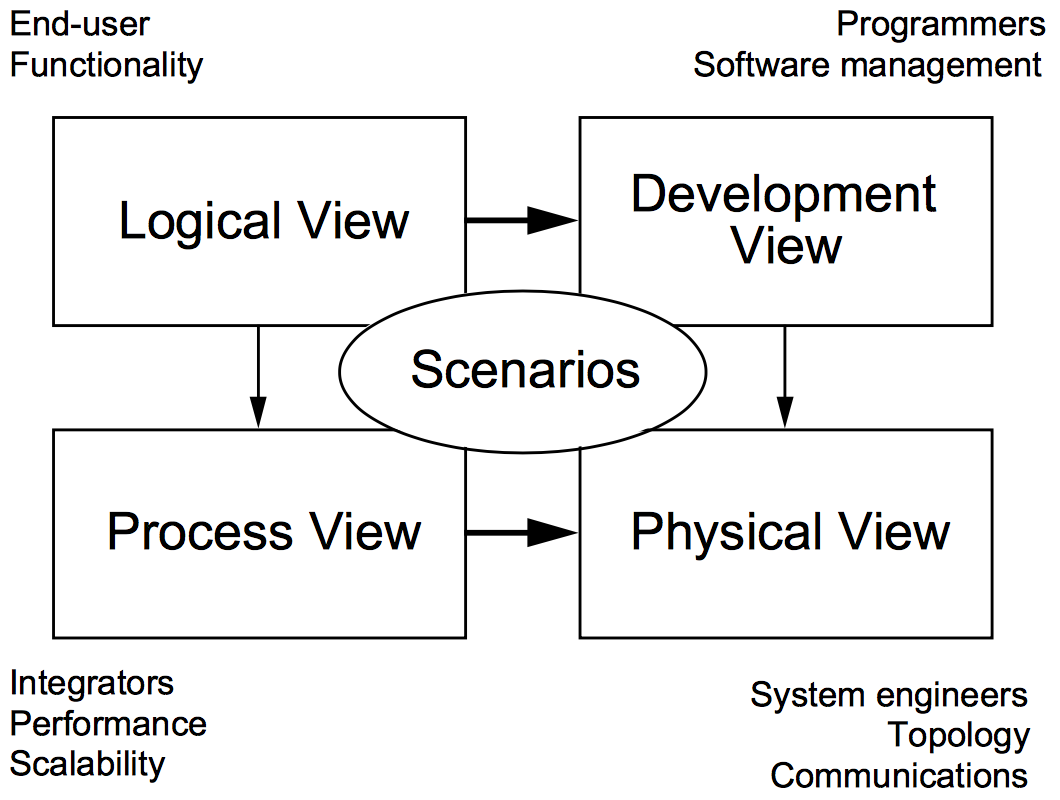 End-user
Functionality
Programmers
Software management
Logical View
Development
View
Scenarios
Process View
Physical View
Integrators
Performance
Scalability
System engineers
Topology
Communications